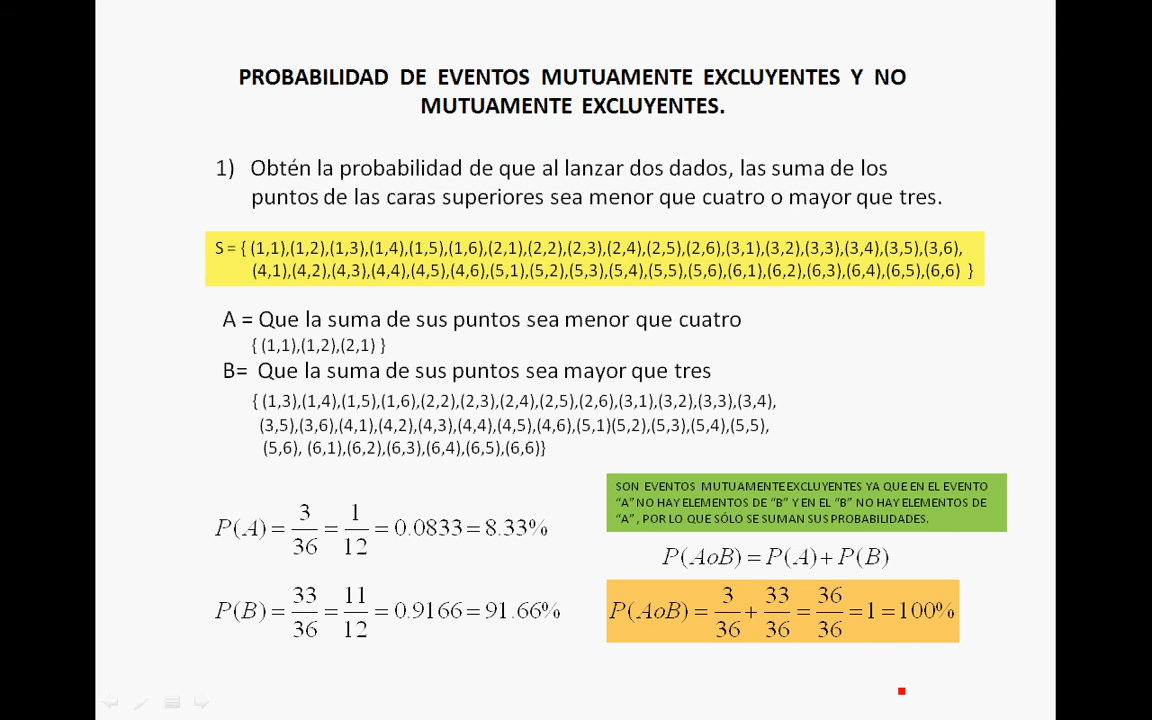 PROBABILIDAD DE EVENTOS MUTUAMENTE EXCLUYENTES Y NO
MUTUAMENTE EXCLUYENTES.
1) Obtén la probabilidad de que al lanzar dos dados, las suma de los
puntos de las caras superiores sea menor que cuatro o mayor que tres.
S = { (1,1),(1,2),(1,3),(1,4),(1,5),(1,6),(2,1),(2,2),(2,3),(2,4),(2,5),(2,6),(3,1),(3,2),(3,3),(3,4),(3,5),(3,6),
(4,1),(4,2),(4,3),(4,4),(4,5),(4,6),(5,1),(5,2),(5,3),(5,4),(5,5),(5,6),(6,1),(6,2),(6,3),(6,4),(6,5),(6,6) }
A = Que la suma de sus puntos sea menor que cuatro
{ (1,1),(1,2),(2,1) }
B= Que la suma de sus puntos sea mayor que tres
{ (1,3),(1,4),(1,5),(1,6),(2,2),(2,3),(2,4),(2,5),(2,6),(3,1),(3,2),(3,3),(3,4),
(3,5),(3,6),(4,1),(4,2),(4,3),(4,4),(4,5),(4,6),(5,1)(5,2),(5,3),(5,4),(5,5),
(5,6), (6,1),(6,2),(6,3),(6,4),(6,5),(6,6)}
P(A) = 3/36 = 1/12 = 0.0833 = 8.33%
P(B) = 33/36 = 11/12 = 0.9166 = 91.66%
SON EVENTOS MUTUAMENTE EXCLUYENTES YA QUE EN EL EVENTO
“A” NO HAY ELEMENTOS DE “B” Y EN EL “B” NO HAY ELEMENTOS DE
“A”, POR LO QUE SÓLO SE SUMAN SUS PROBABILIDADES.
P(AoB) = P(A) + P(B)
P(AoB) = 3/36 + 33/36 = 36/36 = 1 = 100%